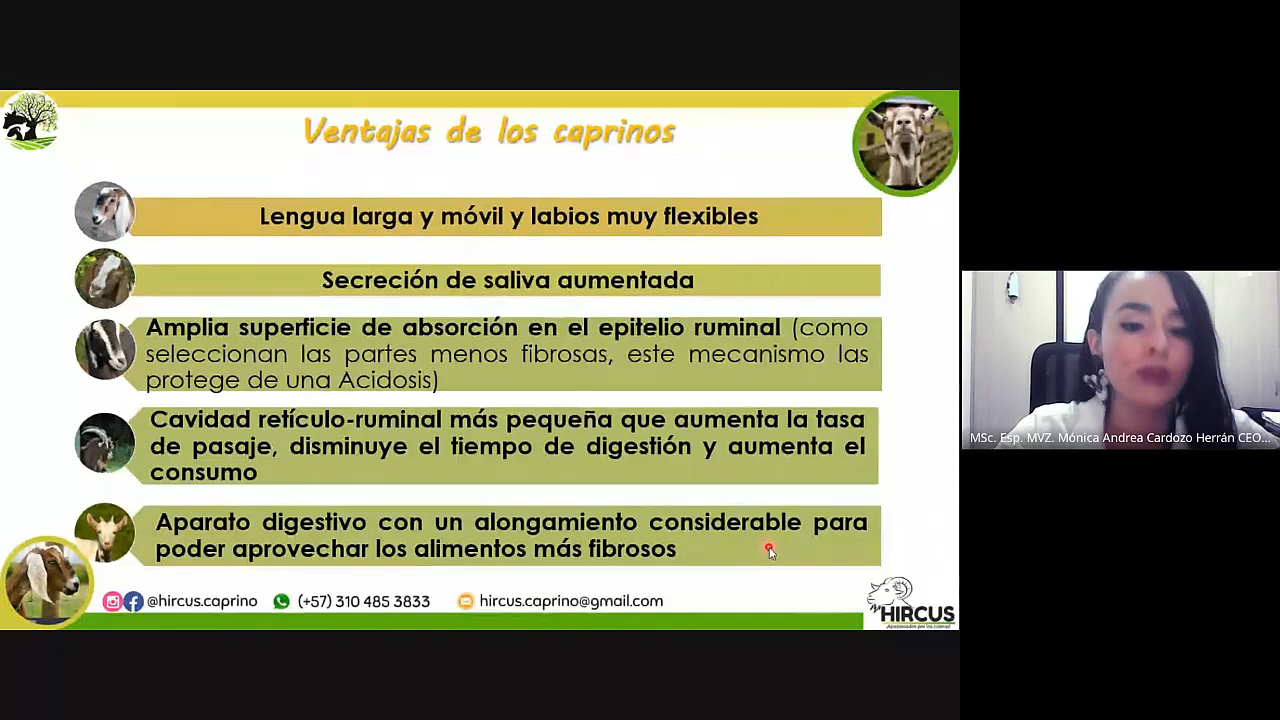 Ventajas de los caprinos
Lengua larga y móvil y labios muy flexibles
Secreción de saliva aumentada
Amplia superficie de absorción en el epitelio ruminal (como
seleccionan las partes menos fibrosas, este mecanismo las
protege de una Acidosis)
Cavidad retículo-ruminal más pequeña que aumenta la tasa
de pasaje, disminuye el tiempo de digestión y aumenta el
consumo
Aparato digestivo con un alongamiento considerable para
poder aprovechar los alimentos más fibrosos
@hircus.caprino (+57) 310 485 3833 hircus.caprino@gmail.com
HIRCUS
MSc. Esp. MVZ. Mónica Andrea Cardozo Herrán CEO...